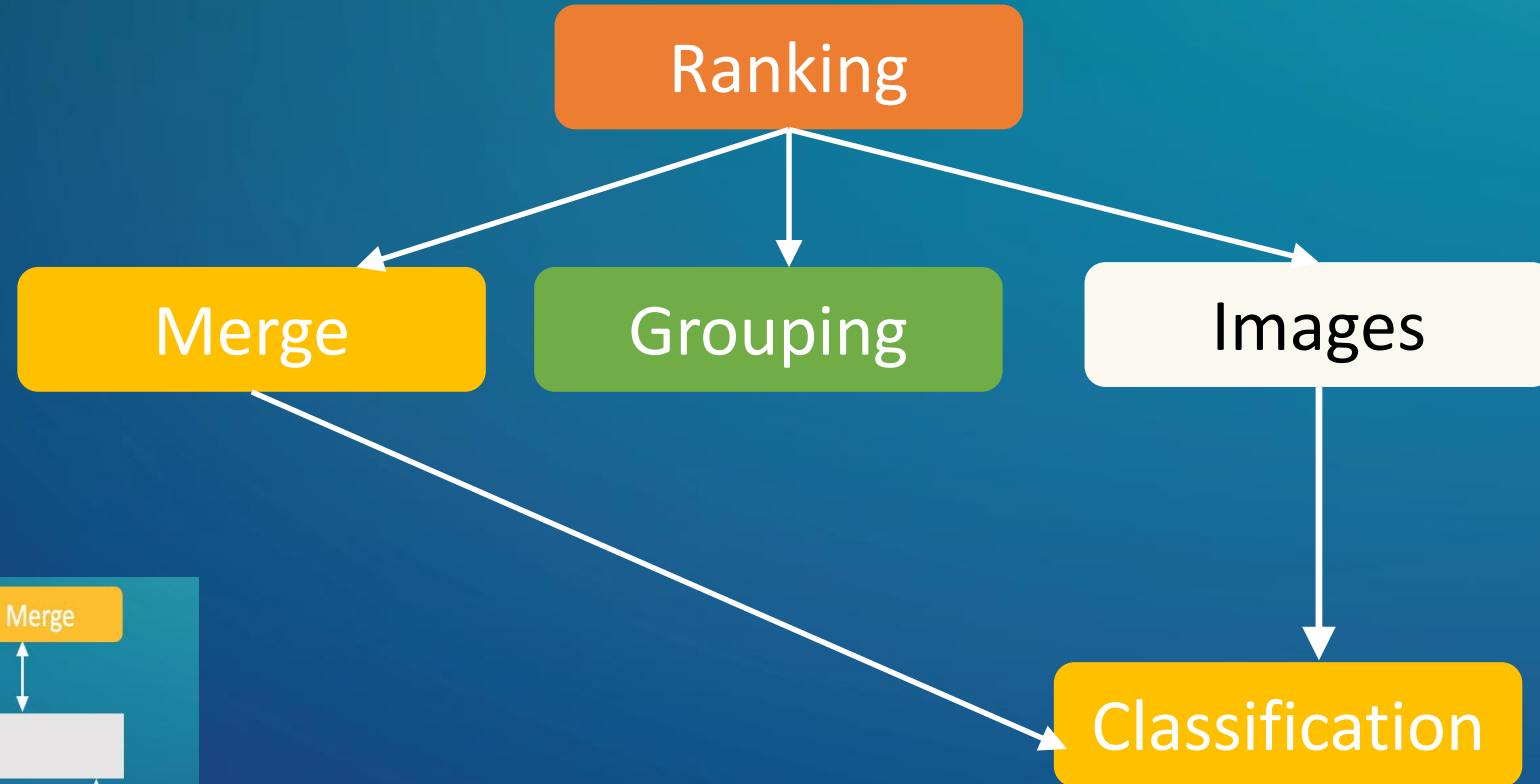 Ranking
Merge
Grouping
Images
Merge
Classification